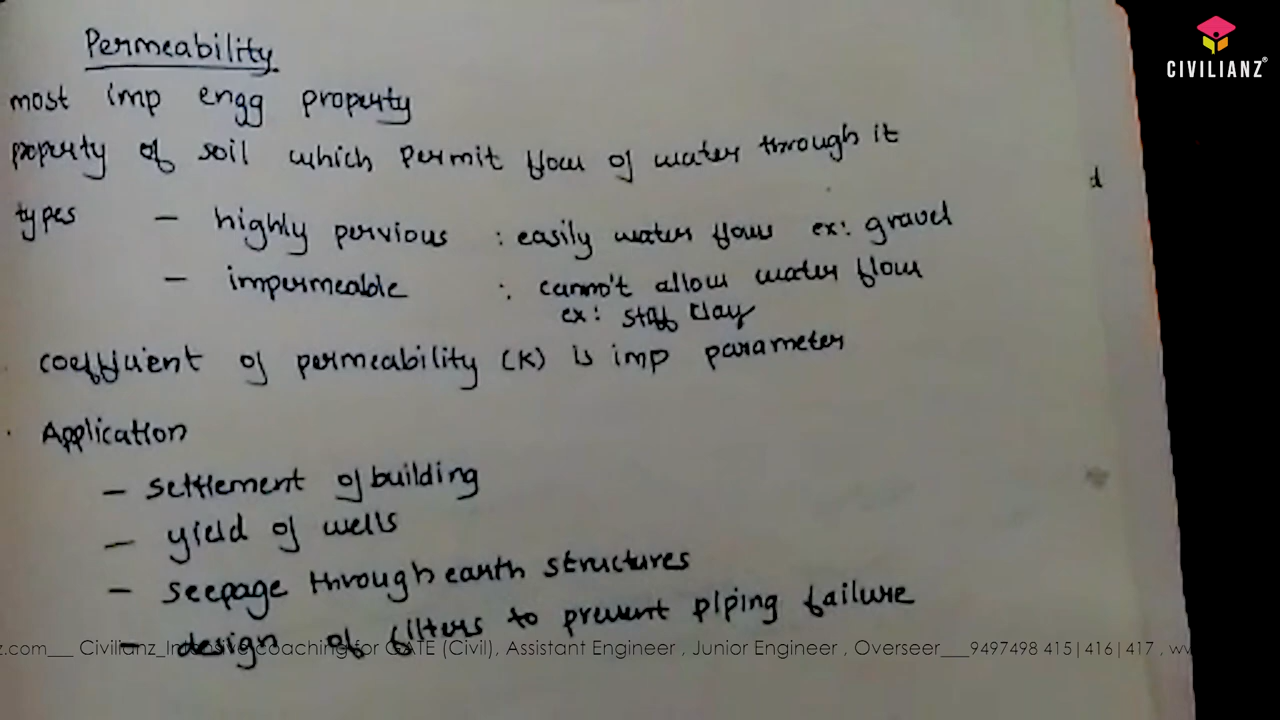 CIVILIANZ®
Permeability
most imp engg property
property of soil which permit flow of water through it
types - highly pervious : easily water flows ex: gravel
- impermeable : cannot allow water flow
ex: stiff clay
coefficient of permeability (K) is imp parameter
Application
- settlement of building
- yield of wells
- seepage through earth structures
- design of filters to prevent piping failure
z.com___ Civilianz_ coaching for GATE (Civil), Assistant Engineer , Junior Engineer , Overseer___9497498 415|416|417 , w